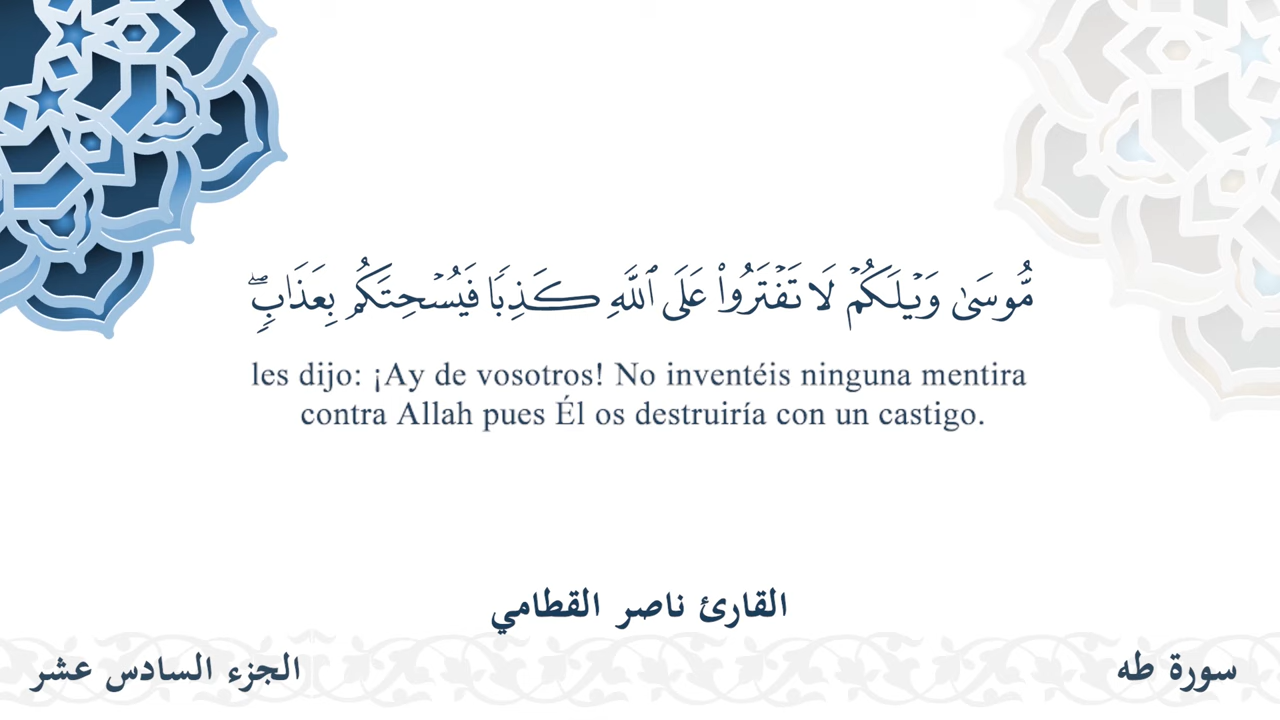 مُّوسَىٰ وَيۡلَكُمۡ لَا تَفۡتَرُواْ عَلَى ٱللَّهِ كَذِبٗا فَيُسۡحِتَكُم بِعَذَابٖۖ
les dijo: ¡Ay de vosotros! No inventéis ninguna mentira
contra Allah pues Él os destruiría con un castigo.
القارئ ناصر القطامي
سورة طه
الجزء السادس عشر